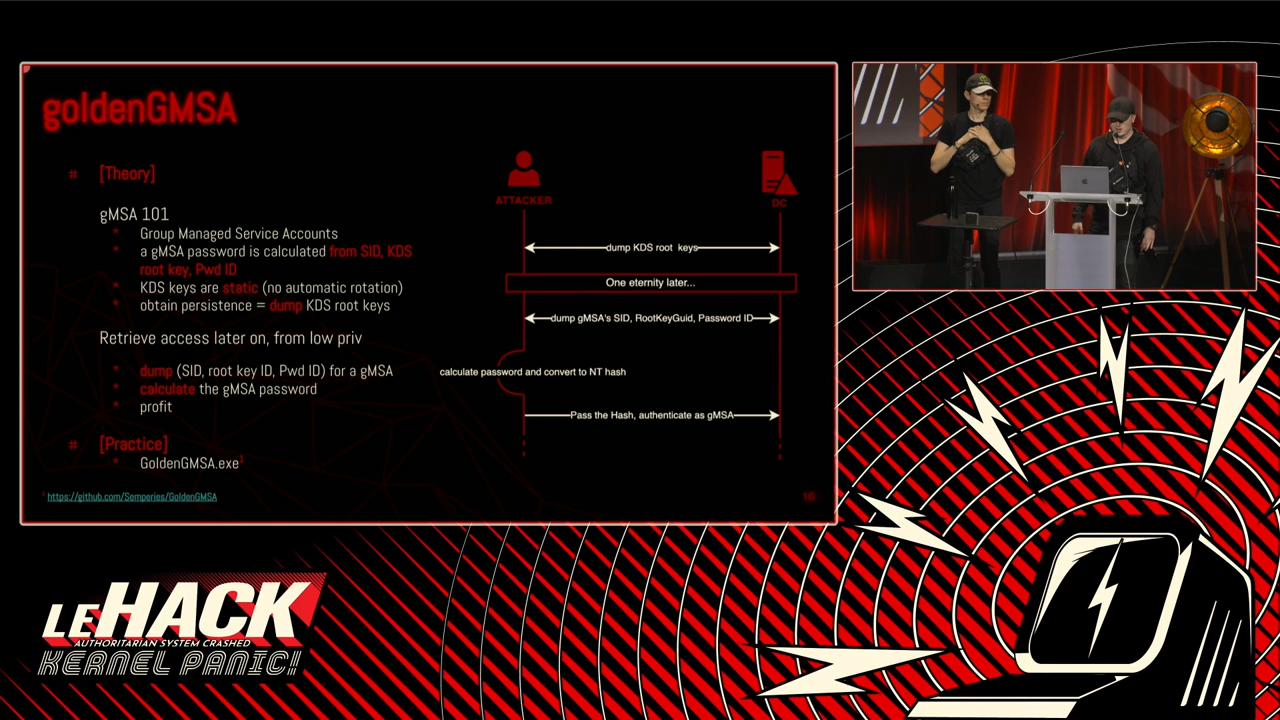 goldenGMSA
# [Theory]
gMSA 101
* Group Managed Service Accounts
* a gMSA password is calculated from SID, KDS
root key, Pwd ID
* KDS keys are static (no automatic rotation)
* obtain persistence = dump KDS root keys
Retrieve access later on, from low priv
* dump (SID, root key ID, Pwd ID) for a gMSA
* calculate the gMSA password
* profit
# [Practice]
* GoldenGMSA.exe¹
¹ https://github.com/Semperies/GoldenGMSA
ATTACKER
DC
dump KDS root keys
One eternity later...
dump gMSA's SID, RootKeyGuid, Password ID
calculate password and convert to NT hash
Pass the Hash, authenticate as gMSA
16
LEHACK
AUTHORITARIAN SYSTEM CRASHED
KERNEL PANIC!